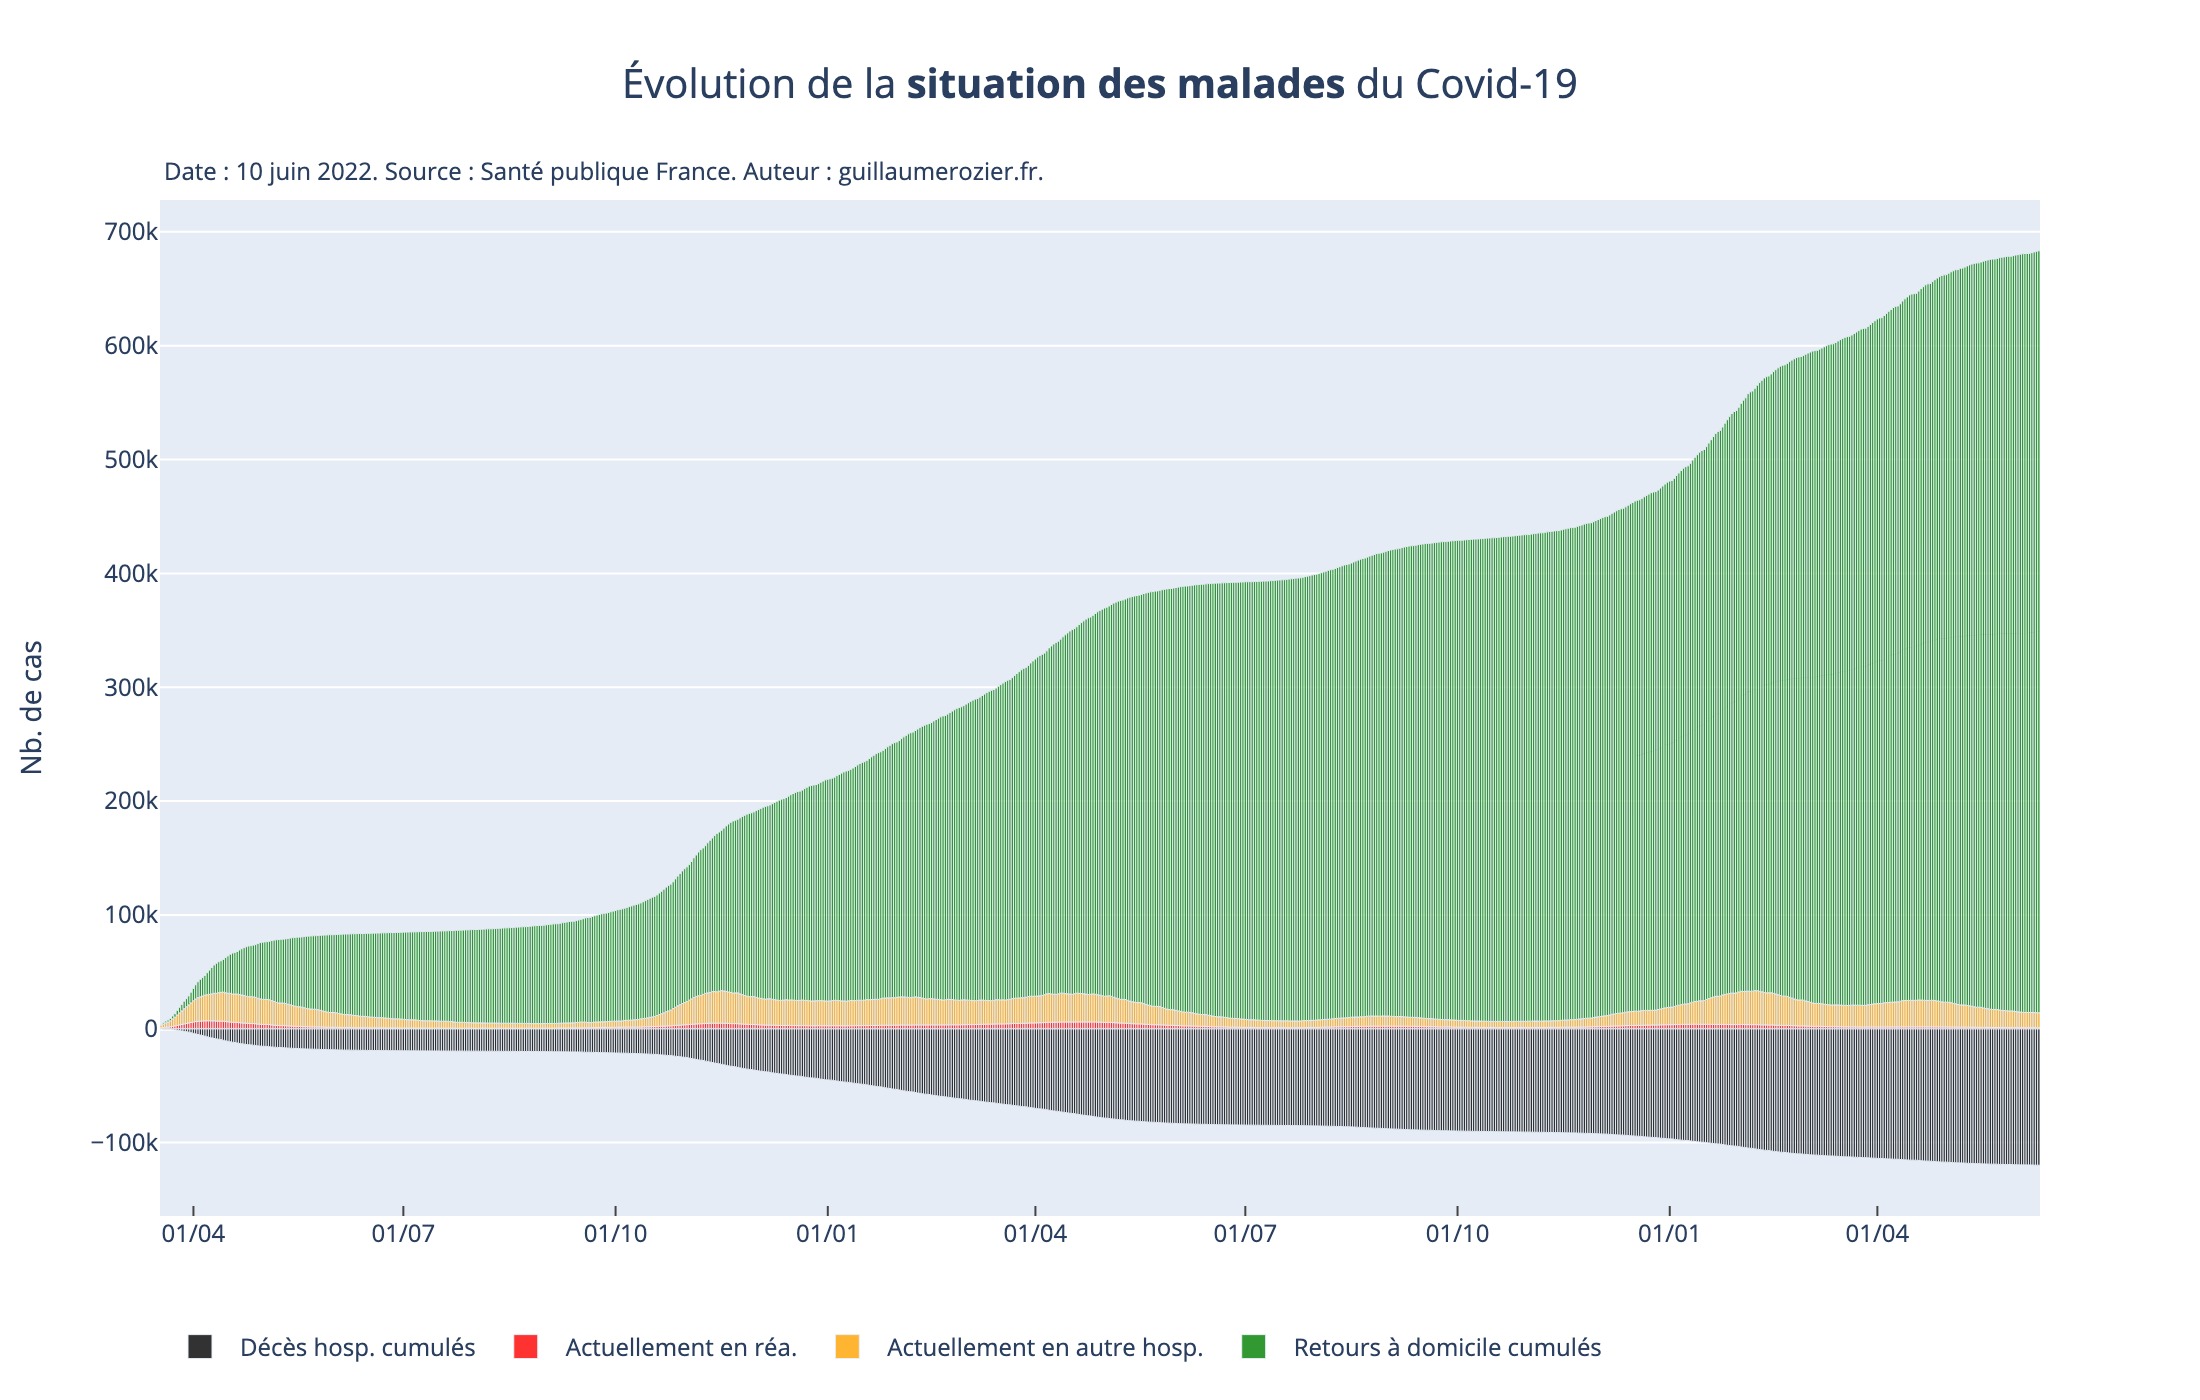 Évolution de la situation des malades du Covid-19
Date : 10 juin 2022. Source : Santé publique France. Auteur : guillaumerozier.fr.
700k
600k
500k
400k
300k
200k
100k
0
−100k
Nb. de cas
01/04 01/07 01/10 01/01 01/04 01/07 01/10 01/01 01/04
Décès hosp. cumulés Actuellement en réa. Actuellement en autre hosp. Retours à domicile cumulés